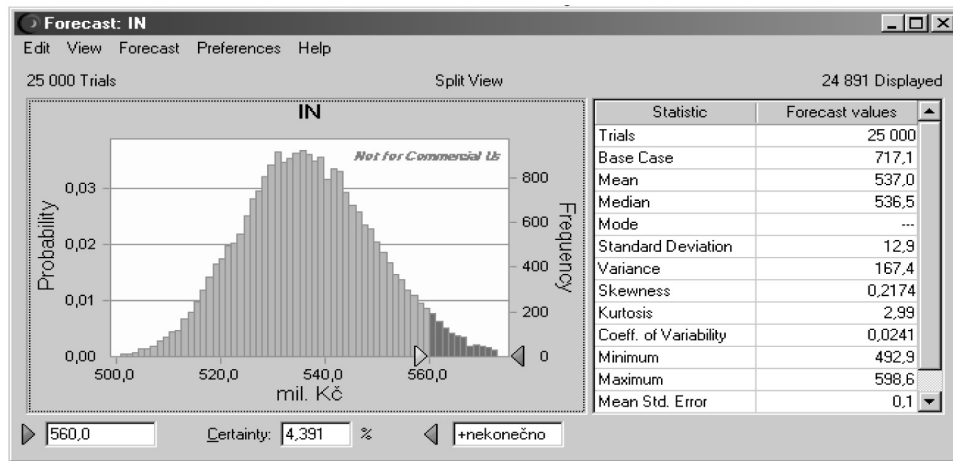 Forecast: IN
Edit View Forecast Preferences Help
25 000 Trials Split View 24 891 Displayed
IN
Not for Commercial Us
Probability
0,03
0,02
0,01
0,00
800
600
400
200
0
Frequency
500,0 520,0 540,0 560,0
mil. Kč
Statistic Forecast values
Trials 25 000
Base Case 717,1
Mean 537,0
Median 536,5
Mode ---
Standard Deviation 12,9
Variance 167,4
Skewness 0,2174
Kurtosis 2,99
Coeff. of Variability 0,0241
Minimum 492,9
Maximum 598,6
Mean Std. Error 0,1
560,0 Certainty: 4,391 % +nekonečno